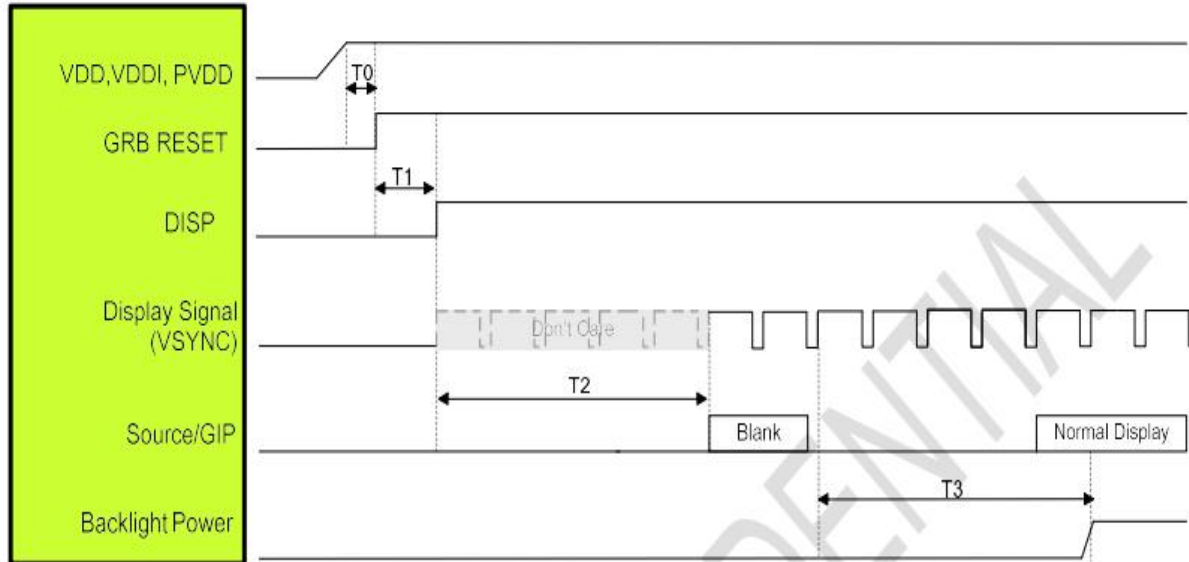 VDD,VDDI, PVDD
T0
GRB RESET
T1
DISP
Display Signal
(VSYNC)
Don't Care
T2
Source/GIP
Blank
Normal Display
T3
Backlight Power
DENTIAL